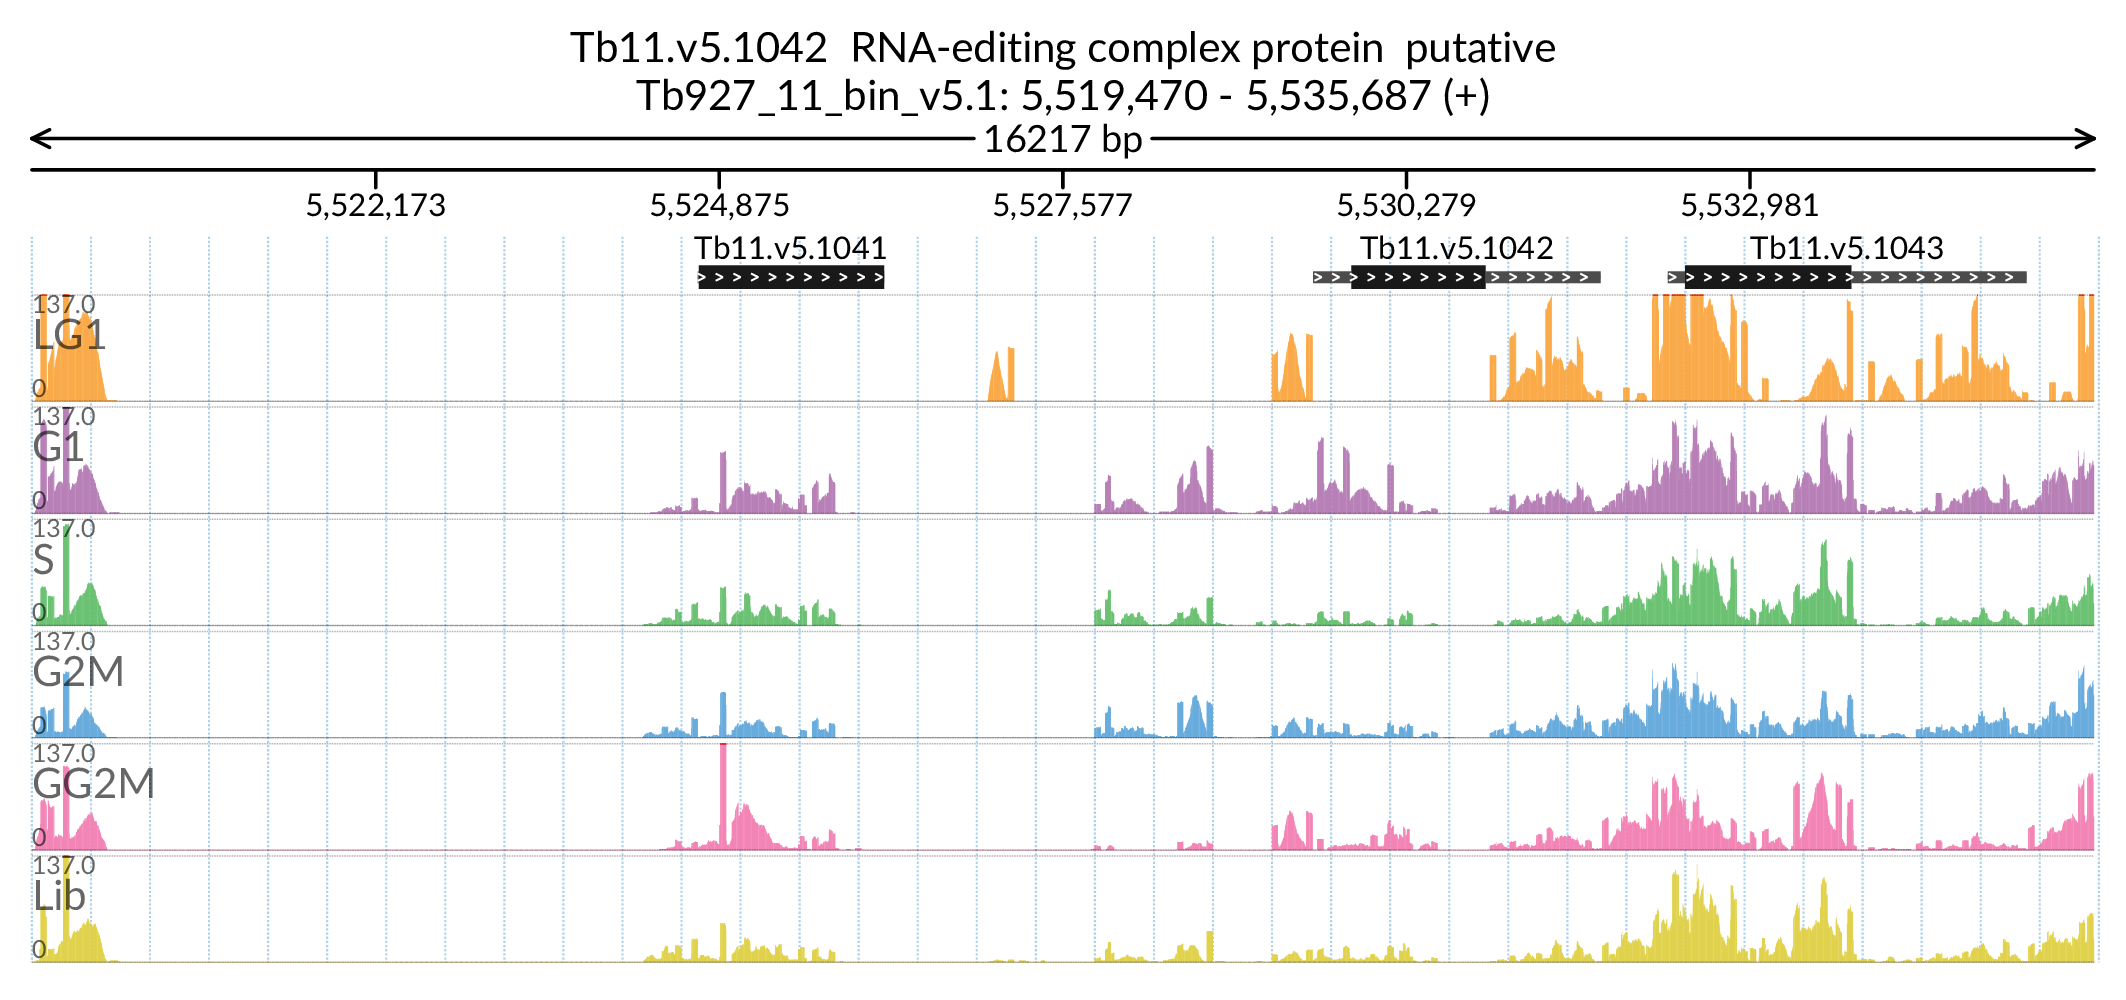 Tb11.v5.1042 RNA-editing complex protein putative
Tb927_11_bin_v5.1: 5,519,470 - 5,535,687 (+)
16217 bp
5,522,173 5,524,875 5,527,577 5,530,279 5,532,981
Tb11.v5.1041 Tb11.v5.1042 Tb11.v5.1043
137.0
LG1
0
137.0
G1
0
137.0
S
0
137.0
G2M
0
137.0
GG2M
0
137.0
Lib
0